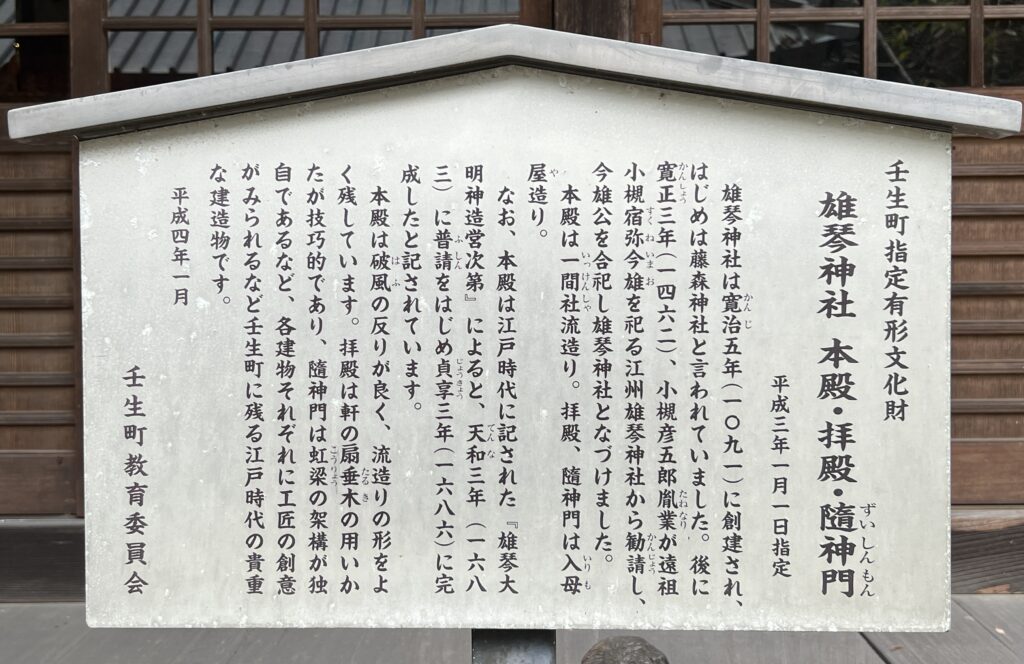 壬生町指定有形文化財
雄琴神社 本殿・拝殿・隨神門
平成三年一月一日指定
雄琴神社は寛治五年(一〇九一)に創建され、
はじめは藤森神社と言われていました。後に
寛正三年(一四六二)、小槻彦五郎胤業が遠祖
小槻宿弥今雄を祀る江州雄琴神社から勧請し、
今雄公を合祀し雄琴神社となづけました。
本殿は一間社流造り。拝殿、隨神門は入母
屋造り。
なお、本殿は江戸時代に記された『雄琴大
明神造営次第』によると、天和三年(一六八
三)に普請をはじめ貞享三年(一六八六)に完
成したと記されています。
本殿は破風の反りが良く、流造りの形をよ
く残しています。拝殿は軒の扇垂木の用いか
たが技巧的であり、隨神門は虹梁の架構が独
自であるなど、各建物それぞれに工匠の創意
がみられるなど壬生町に残る江戸時代の貴重
な建造物です。
平成四年一月
壬生町教育委員会